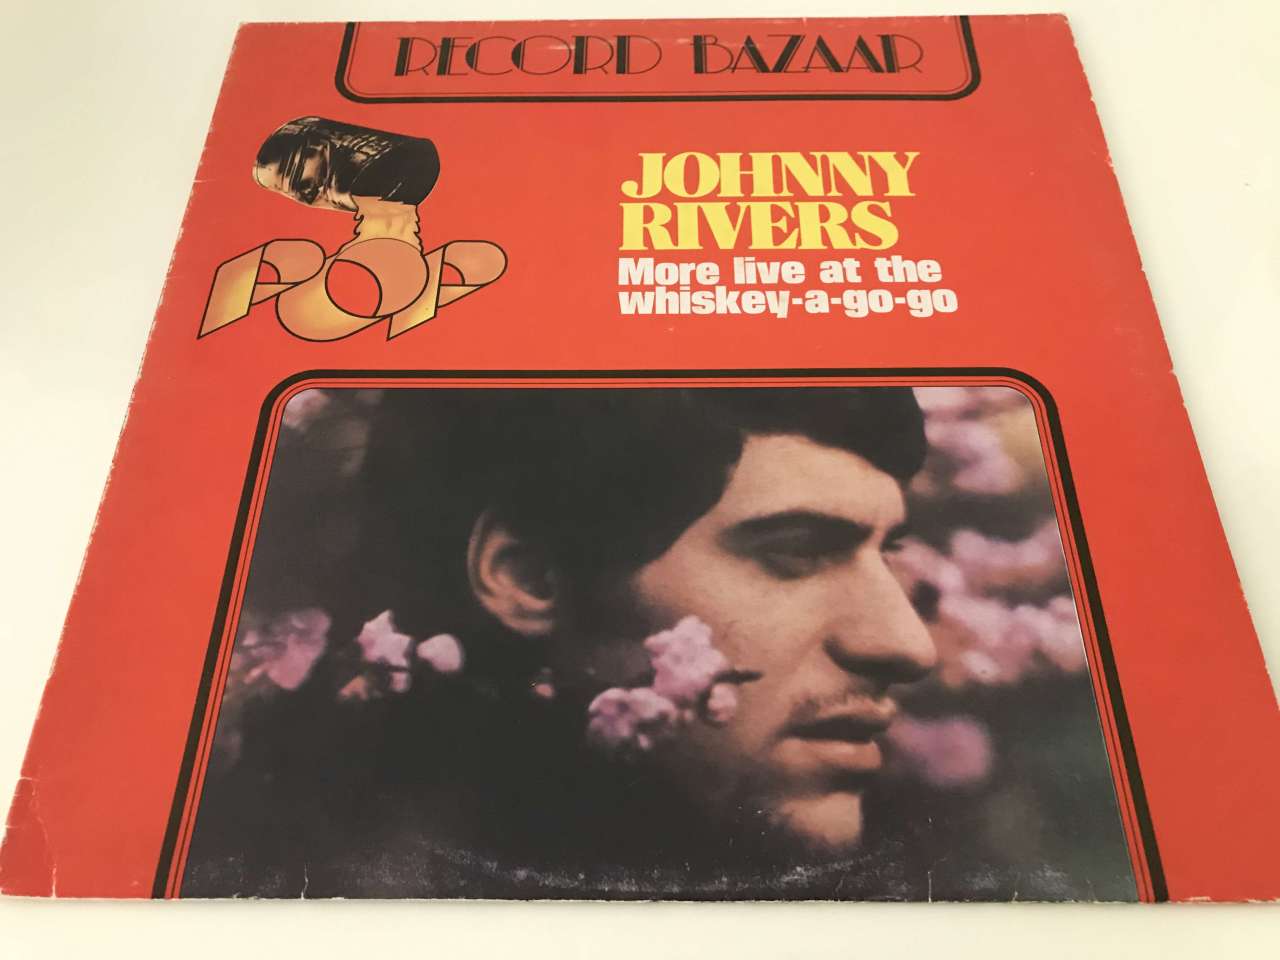 RECORD BAZAAR
POP
JOHNNY
RIVERS
More live at the
whiskey-a-go-go